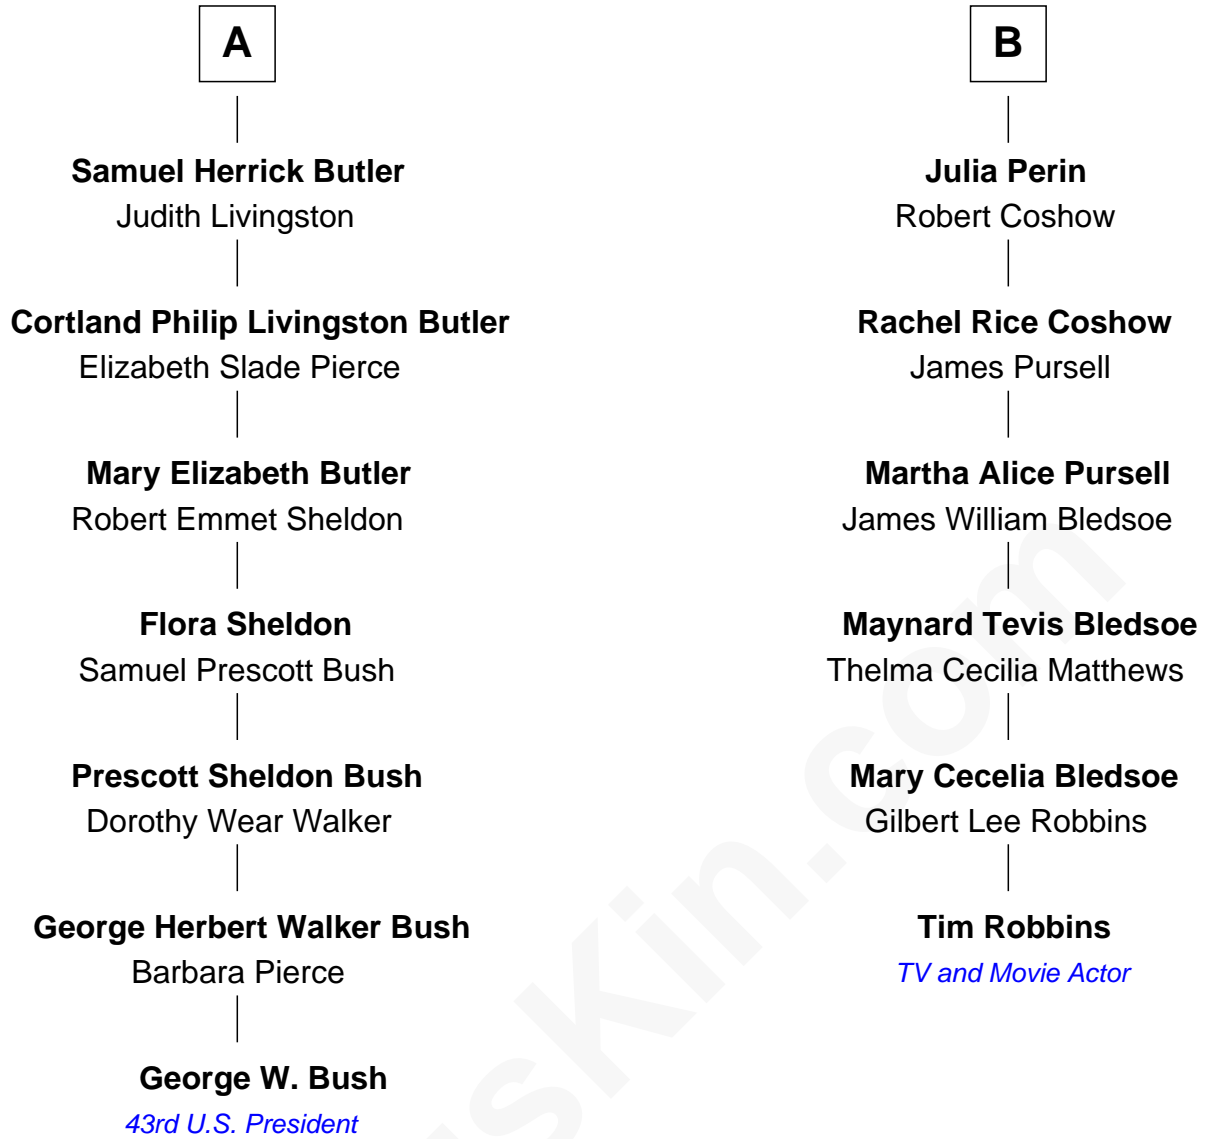 A
Samuel Herrick Butler
Judith Livingston
Cortland Philip Livingston Butler
Elizabeth Slade Pierce
Mary Elizabeth Butler
Robert Emmet Sheldon
Flora Sheldon
Samuel Prescott Bush
Prescott Sheldon Bush
Dorothy Wear Walker
George Herbert Walker Bush
Barbara Pierce
George W. Bush
43rd U.S. President
B
Julia Perin
Robert Coshow
Rachel Rice Coshow
James Pursell
Martha Alice Pursell
James William Bledsoe
Maynard Tevis Bledsoe
Thelma Cecilia Matthews
Mary Cecelia Bledsoe
Gilbert Lee Robbins
Tim Robbins
TV and Movie Actor
sKin.com